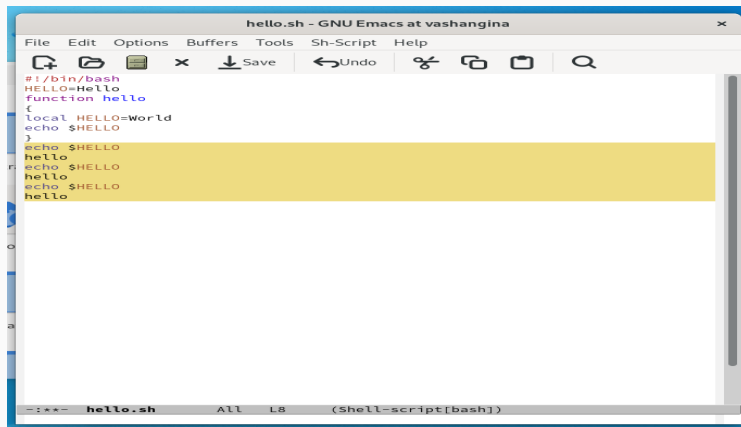 hello.sh - GNU Emacs at vashangina
File Edit Options Buffers Tools Sh-Script Help
Save Undo
#!/bin/bash
HELLO=Hello
function hello
{
local HELLO=World
echo $HELLO
}
echo $HELLO
hello
echo $HELLO
hello
echo $HELLO
hello
-:**- hello.sh All L8 (Shell-script[bash])